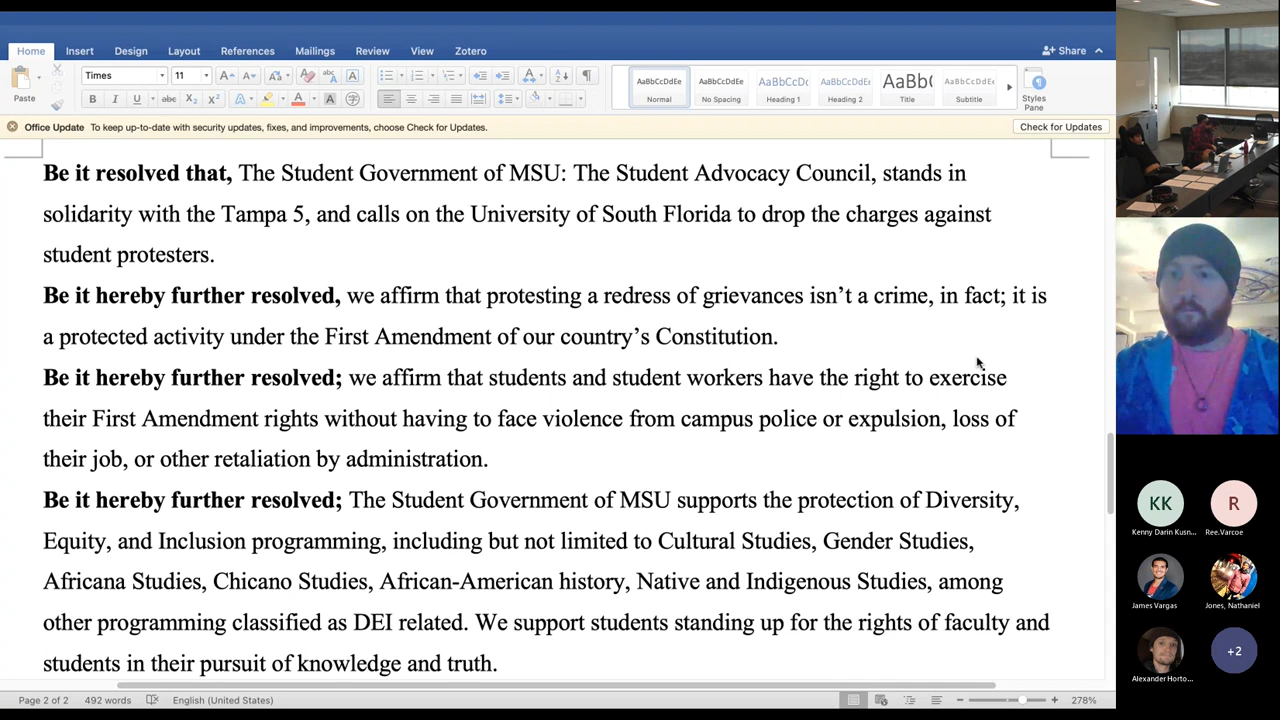 Home Insert Design Layout References Mailings Review View Zotero Share
Paste
Times 11
AaBbCcDdEe AaBbCcDdEe AaBbCcDc AaBbCcDdEe AaBb( AaBbCcDdEe
Normal No Spacing Heading 1 Heading 2 Title Subtitle
Styles
Pane
Office Update To keep up-to-date with security updates, fixes, and improvements, choose Check for Updates. Check for Updates
Be it resolved that, The Student Government of MSU: The Student Advocacy Council, stands in
solidarity with the Tampa 5, and calls on the University of South Florida to drop the charges against
student protesters.
Be it hereby further resolved, we affirm that protesting a redress of grievances isn’t a crime, in fact; it is
a protected activity under the First Amendment of our country’s Constitution.
Be it hereby further resolved; we affirm that students and student workers have the right to exercise
their First Amendment rights without having to face violence from campus police or expulsion, loss of
their job, or other retaliation by administration.
Be it hereby further resolved; The Student Government of MSU supports the protection of Diversity,
Equity, and Inclusion programming, including but not limited to Cultural Studies, Gender Studies,
Africana Studies, Chicano Studies, African-American history, Native and Indigenous Studies, among
other programming classified as DEI related. We support students standing up for the rights of faculty and
students in their pursuit of knowledge and truth.
Page 2 of 2 492 words English (United States) 278%
KK R
Kenny Darin Kusn... Ree.Varcoe
James Vargas Jones, Nathaniel
+2
Alexander Horto...